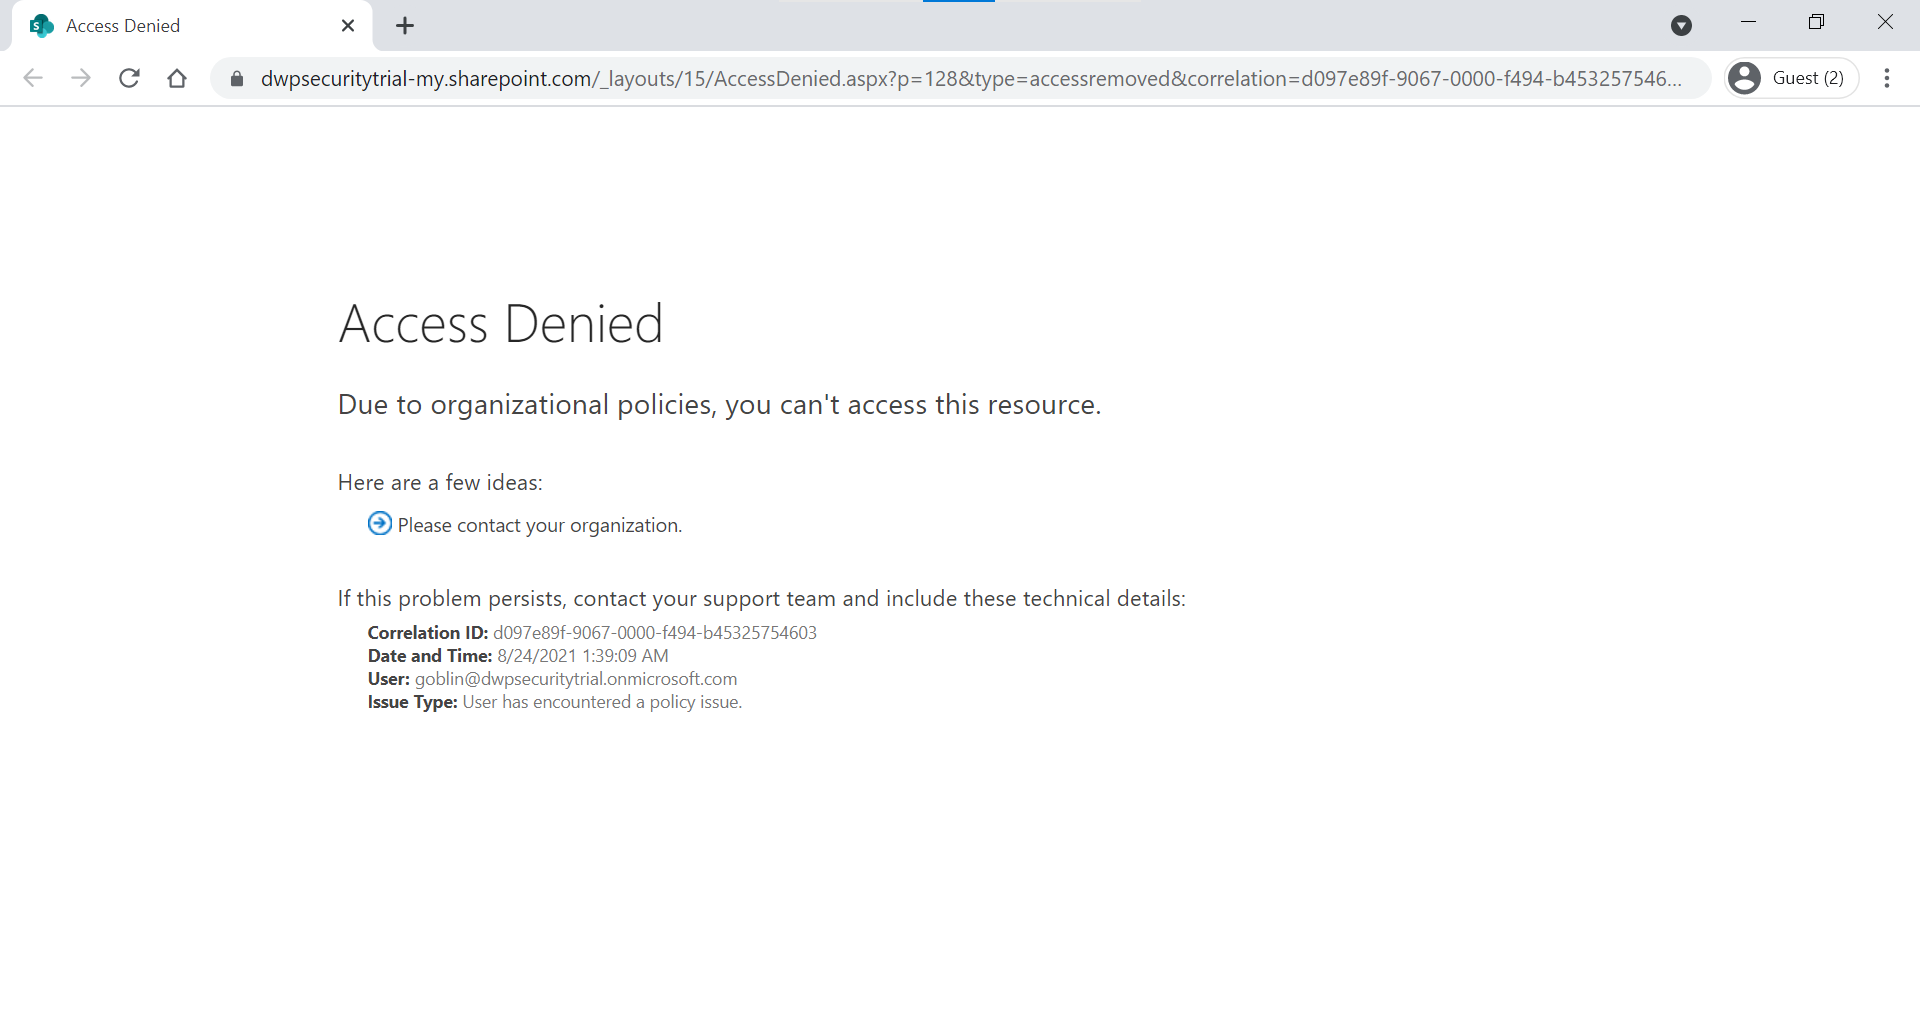 Access Denied
dwpsecuritytrial-my.sharepoint.com/_layouts/15/AccessDenied.aspx?p=128&type=accessremoved&correlation=d097e89f-9067-0000-f494-b453257546...
Guest (2)
Access Denied
Due to organizational policies, you can't access this resource.
Here are a few ideas:
Please contact your organization.
If this problem persists, contact your support team and include these technical details:
Correlation ID: d097e89f-9067-0000-f494-b45325754603
Date and Time: 8/24/2021 1:39:09 AM
User: goblin@dwpsecuritytrial.onmicrosoft.com
Issue Type: User has encountered a policy issue.